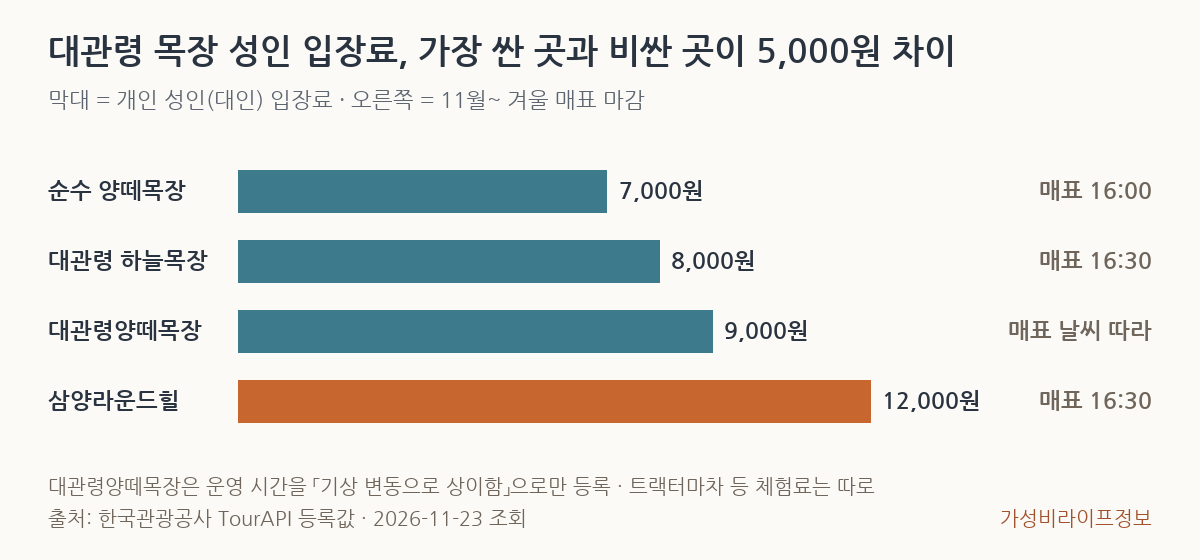 대관령 목장 성인 입장료, 가장 싼 곳과 비싼 곳이 5,000원 차이
막대 = 개인 성인(대인) 입장료 · 오른쪽 = 11월~ 겨울 매표 마감
순수 양떼목장 7,000원 매표 16:00
대관령 하늘목장 8,000원 매표 16:30
대관령양떼목장 9,000원 매표 날씨 따라
삼양라운드힐 12,000원 매표 16:30
대관령양떼목장은 운영 시간을 「기상 변동으로 상이함」으로만 등록 · 트랙터마차 등 체험료는 따로
출처: 한국관광공사 TourAPI 등록값 · 2026-11-23 조회
가성비라이프정보